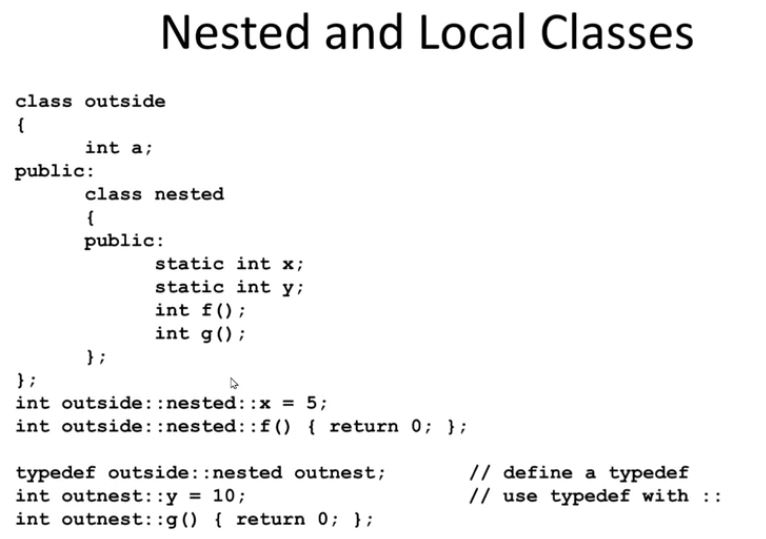 Nested and Local Classes
class outside
{
int a;
public:
class nested
{
public:
static int x;
static int y;
int f();
int g();
};
};
int outside::nested::x = 5;
int outside::nested::f() { return 0; };
typedef outside::nested outnest; // define a typedef
int outnest::y = 10; // use typedef with ::
int outnest::g() { return 0; };